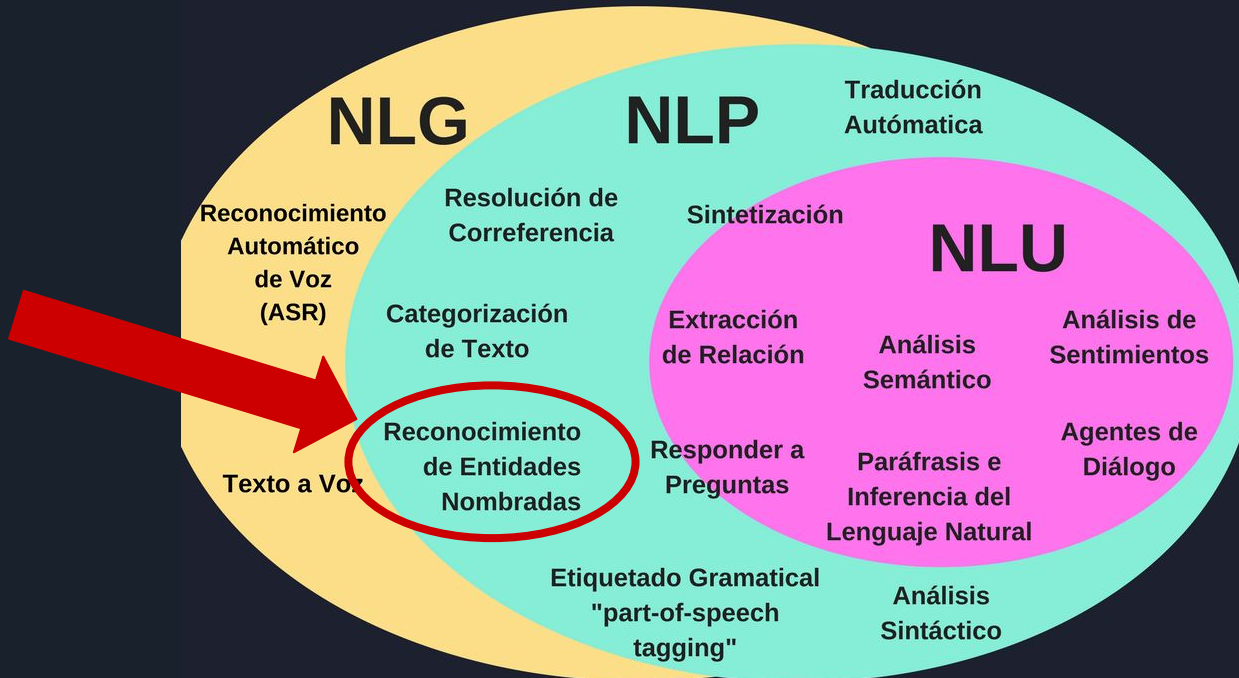 NLG
NLP
Traducción
Autómatica
Reconocimiento
Automático
de Voz
(ASR)
Resolución de
Correferencia
Sintetización
NLU
Categorización
de Texto
Extracción
de Relación
Análisis
Semántico
Análisis de
Sentimientos
Reconocimiento
de Entidades
Nombradas
Texto a Voz
Responder a
Preguntas
Paráfrasis e
Inferencia del
Lenguaje Natural
Agentes de
Diálogo
Etiquetado Gramatical
"part-of-speech
tagging"
Análisis
Sintáctico